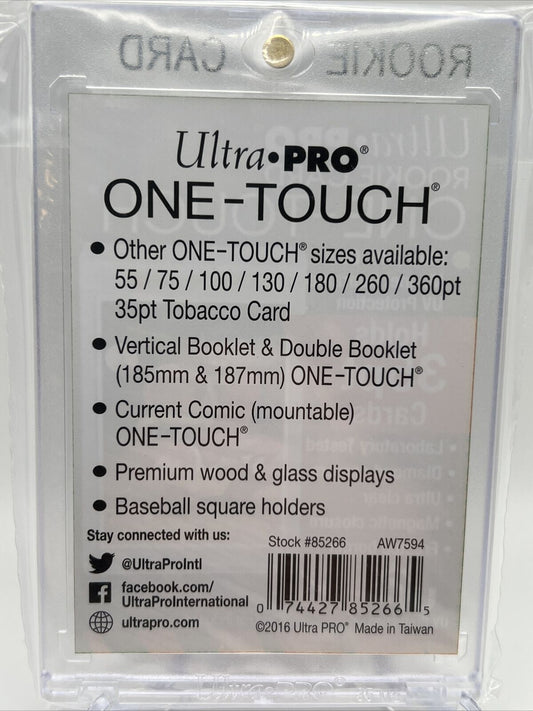 ROOKIE CARD
Ultra•PRO®
ONE-TOUCH®
• Other ONE-TOUCH® sizes available:
55 / 75 / 100 / 130 / 180 / 260 / 360pt
35pt Tobacco Card
• Vertical Booklet & Double Booklet
(185mm & 187mm) ONE-TOUCH®
• Current Comic (mountable)
ONE-TOUCH®
• Premium wood & glass displays
• Baseball square holders
Stay connected with us:
@UltraProIntl
facebook.com/
UltraProInternational
ultrapro.com
Stock #85266 AW7594
0 74427 85266 5
©2016 Ultra PRO® Made in Taiwan
Ultra•PRO®